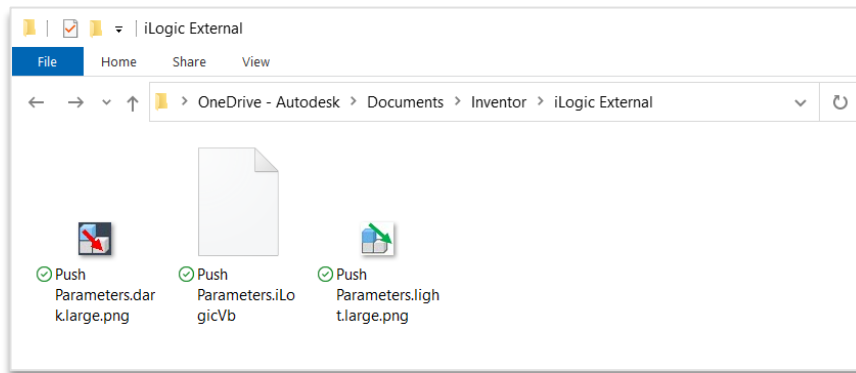 iLogic External
File Home Share View
OneDrive - Autodesk > Documents > Inventor > iLogic External
Push
Parameters.dar
k.large.png
Push
Parameters.iLo
gicVb
Push
Parameters.ligh
t.large.png